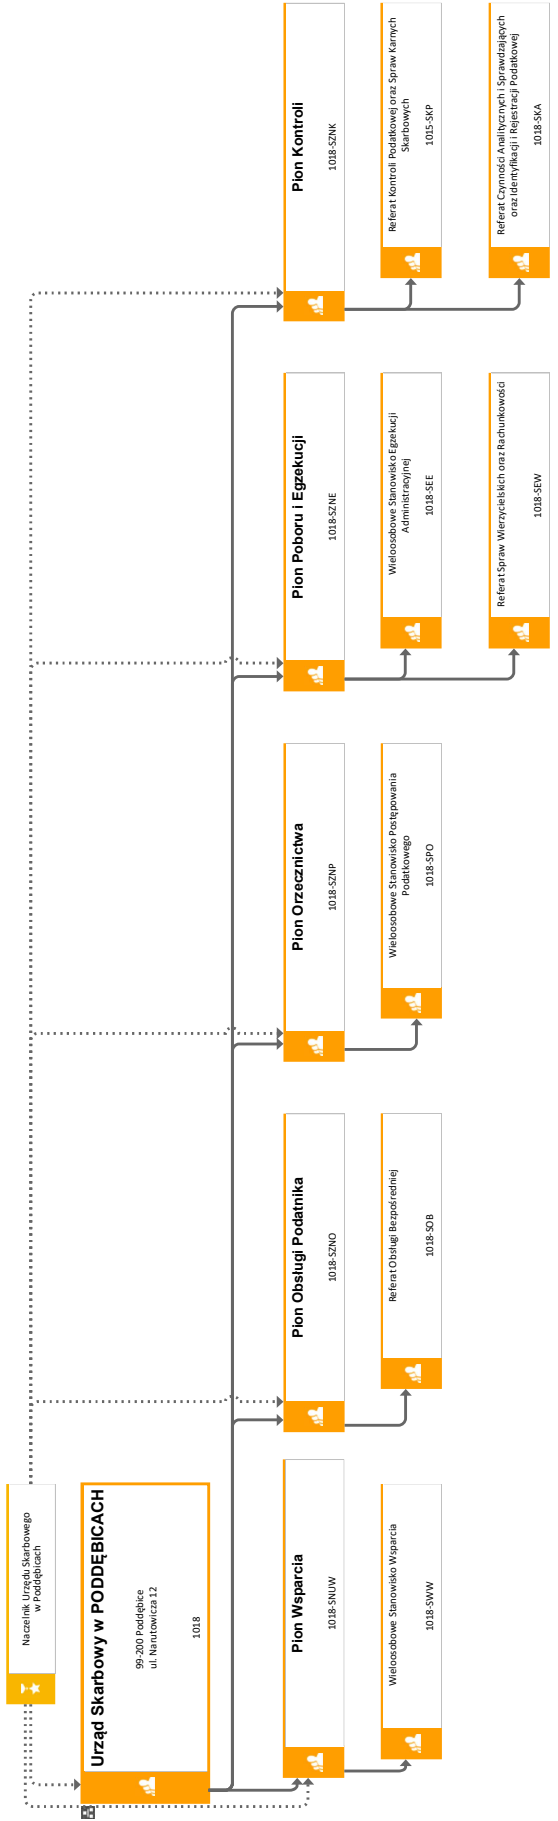 Naczelnik Urzędu Skarbowego
w Poddębicach
Urząd Skarbowy w PODDĘBICACH
99-200 Poddębice
ul. Narutowicza 12
1018
Pion Wsparcia
1018-SNUW
Wieloosobowe Stanowisko Wsparcia
1018-SWW
Pion Obsługi Podatnika
1018-SZNO
Referat Obsługi Bezpośredniej
1018-SOB
Pion Orzecznictwa
1018-SZNP
Wieloosobowe Stanowisko Postępowania
Podatkowego
1018-SPO
Pion Poboru i Egzekucji
1018-SZNE
Wieloosobowe Stanowisko Egzekucji
Administracyjnej
1018-SEE
Referat Spraw Wierzycielskich oraz Rachunkowości
1018-SEW
Pion Kontroli
1018-SZNK
Referat Kontroli Podatkowej oraz Spraw Karnych
Skarbowych
1015-SKP
Referat Czynności Analitycznych i Sprawdzających
oraz Identyfikacji i Rejestracji Podatkowej
1018-SKA